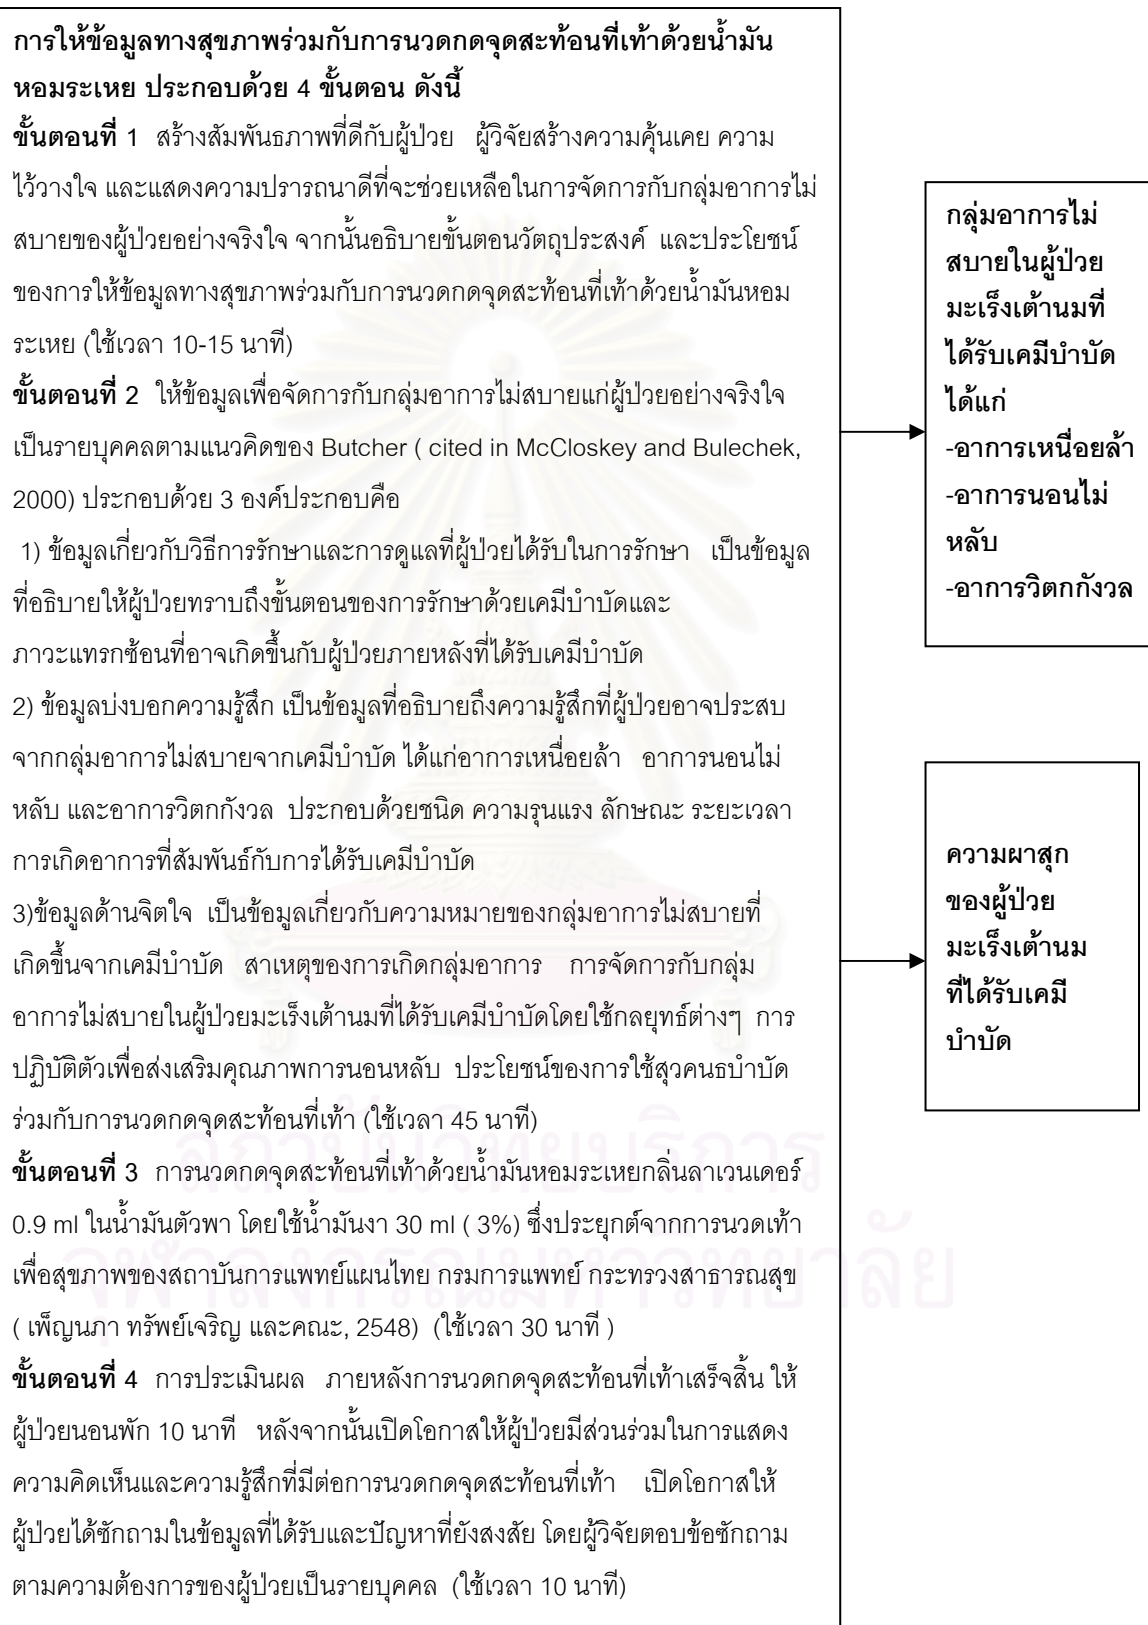 การให้ข้อมูลทางสุขภาพร่วมกับการนวดกดจุดสะท้อนที่เท้าด้วยน้ำมัน
หอมระเหย ประกอบด้วย 4 ขั้นตอน ดังนี้
ขั้นตอนที่ 1 สร้างสัมพันธภาพที่ดีกับผู้ป่วย ผู้วิจัยสร้างความคุ้นเคย ความ
ไว้วางใจ และแสดงความปรารถนาดีที่จะช่วยเหลือในการจัดการกับกลุ่มอาการไม่
สบายของผู้ป่วยอย่างจริงใจ จากนั้นอธิบายขั้นตอนวัตถุประสงค์ และประโยชน์
ของการให้ข้อมูลทางสุขภาพร่วมกับการนวดกดจุดสะท้อนที่เท้าด้วยน้ำมันหอม
ระเหย (ใช้เวลา 10-15 นาที)
ขั้นตอนที่ 2 ให้ข้อมูลเพื่อจัดการกับกลุ่มอาการไม่สบายแก่ผู้ป่วยอย่างจริงใจ
เป็นรายบุคคลตามแนวคิดของ Butcher ( cited in McCloskey and Bulechek,
2000) ประกอบด้วย 3 องค์ประกอบคือ
1) ข้อมูลเกี่ยวกับวิธีการรักษาและการดูแลที่ผู้ป่วยได้รับในการรักษา เป็นข้อมูล
ที่อธิบายให้ผู้ป่วยทราบถึงขั้นตอนของการรักษาด้วยเคมีบำบัดและ
ภาวะแทรกซ้อนที่อาจเกิดขึ้นกับผู้ป่วยภายหลังที่ได้รับเคมีบำบัด
2) ข้อมูลบ่งบอกความรู้สึก เป็นข้อมูลที่อธิบายถึงความรู้สึกที่ผู้ป่วยอาจประสบ
จากกลุ่มอาการไม่สบายจากเคมีบำบัด ได้แก่อาการเหนื่อยล้า อาการนอนไม่
หลับ และอาการวิตกกังวล ประกอบด้วยชนิด ความรุนแรง ลักษณะ ระยะเวลา
การเกิดอาการที่สัมพันธ์กับการได้รับเคมีบำบัด
3)ข้อมูลด้านจิตใจ เป็นข้อมูลเกี่ยวกับความหมายของกลุ่มอาการไม่สบายที่
เกิดขึ้นจากเคมีบำบัด สาเหตุของการเกิดกลุ่มอาการ การจัดการกับกลุ่ม
อาการไม่สบายในผู้ป่วยมะเร็งเต้านมที่ได้รับเคมีบำบัดโดยใช้กลยุทธ์ต่างๆ การ
ปฏิบัติตัวเพื่อส่งเสริมคุณภาพการนอนหลับ ประโยชน์ของการใช้สุวคนธบำบัด
ร่วมกับการนวดกดจุดสะท้อนที่เท้า (ใช้เวลา 45 นาที)
ขั้นตอนที่ 3 การนวดกดจุดสะท้อนที่เท้าด้วยน้ำมันหอมระเหยกลิ่นลาเวนเดอร์
0.9 ml ในน้ำมันตัวพา โดยใช้น้ำมันงา 30 ml ( 3%) ซึ่งประยุกต์จากการนวดเท้า
เพื่อสุขภาพของสถาบันการแพทย์แผนไทย กรมการแพทย์ กระทรวงสาธารณสุข
( เพ็ญนภา ทรัพย์เจริญ และคณะ, 2548) (ใช้เวลา 30 นาที )
ขั้นตอนที่ 4 การประเมินผล ภายหลังการนวดกดจุดสะท้อนที่เท้าเสร็จสิ้น ให้
ผู้ป่วยนอนพัก 10 นาที หลังจากนั้นเปิดโอกาสให้ผู้ป่วยมีส่วนร่วมในการแสดง
ความคิดเห็นและความรู้สึกที่มีต่อการนวดกดจุดสะท้อนที่เท้า เปิดโอกาสให้
ผู้ป่วยได้ซักถามในข้อมูลที่ได้รับและปัญหาที่ยังสงสัย โดยผู้วิจัยตอบข้อซักถาม
ตามความต้องการของผู้ป่วยเป็นรายบุคคล (ใช้เวลา 10 นาที)
กลุ่มอาการไม่
สบายในผู้ป่วย
มะเร็งเต้านมที่
ได้รับเคมีบำบัด
ได้แก่
-อาการเหนื่อยล้า
-อาการนอนไม่
หลับ
-อาการวิตกกังวล
ความผาสุก
ของผู้ป่วย
มะเร็งเต้านม
ที่ได้รับเคมี
บำบัด
สถาบันวิทยบริการ
จุฬาลงกรณ์มหาวิทยาลัย